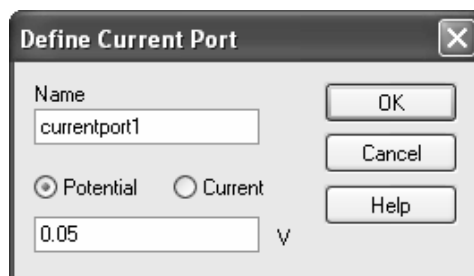 Define Current Port
Name
currentport1
OK
Cancel
Potential Current
Help
0.05 V